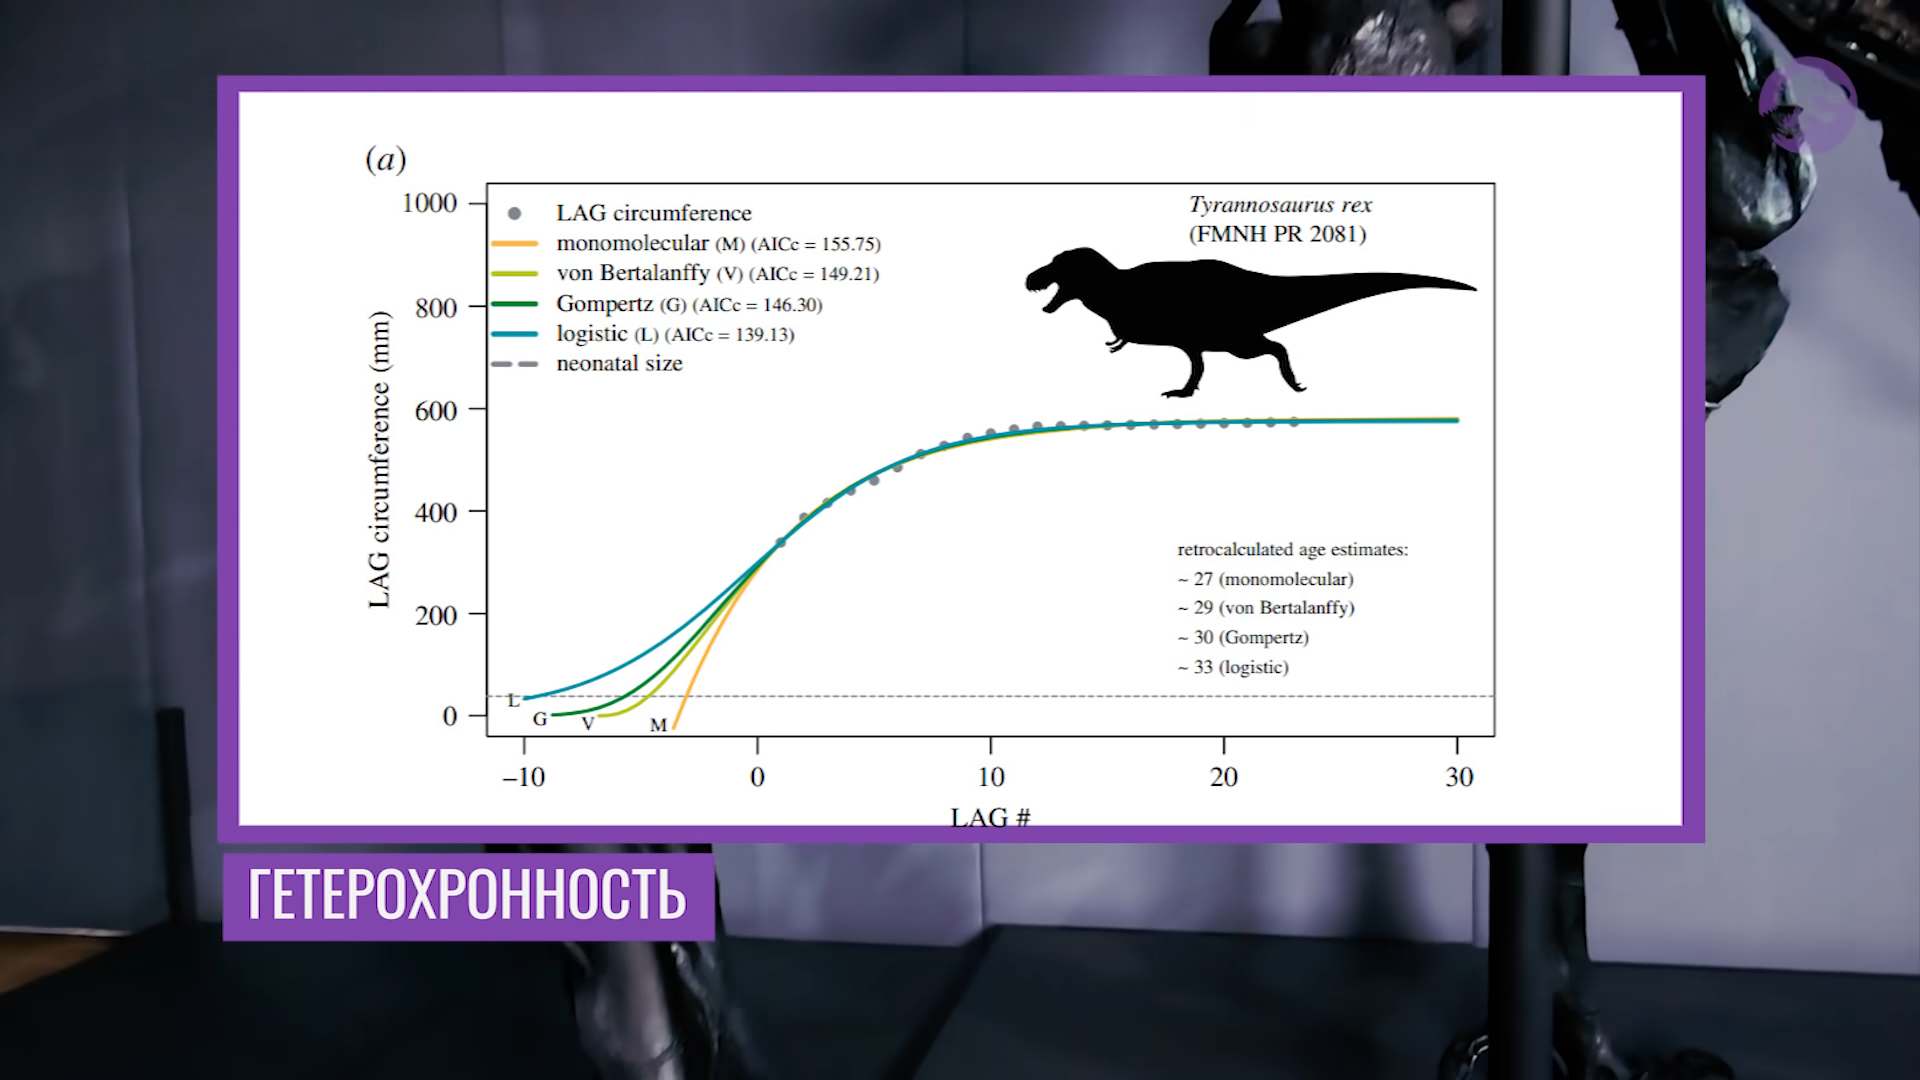 (a)
1000
800
600
400
200
0
LAG circumference (mm)
LAG circumference
monomolecular (M) (AICc = 155.75)
von Bertalanffy (V) (AICc = 149.21)
Gompertz (G) (AICc = 146.30)
logistic (L) (AICc = 139.13)
neonatal size
Tyrannosaurus rex
(FMNH PR 2081)
retrocalculated age estimates:
~ 27 (monomolecular)
~ 29 (von Bertalanffy)
~ 30 (Gompertz)
~ 33 (logistic)
L
G
V
M
–10
0
10
20
30
LAG #
ГЕТЕРОХРОННОСТЬ